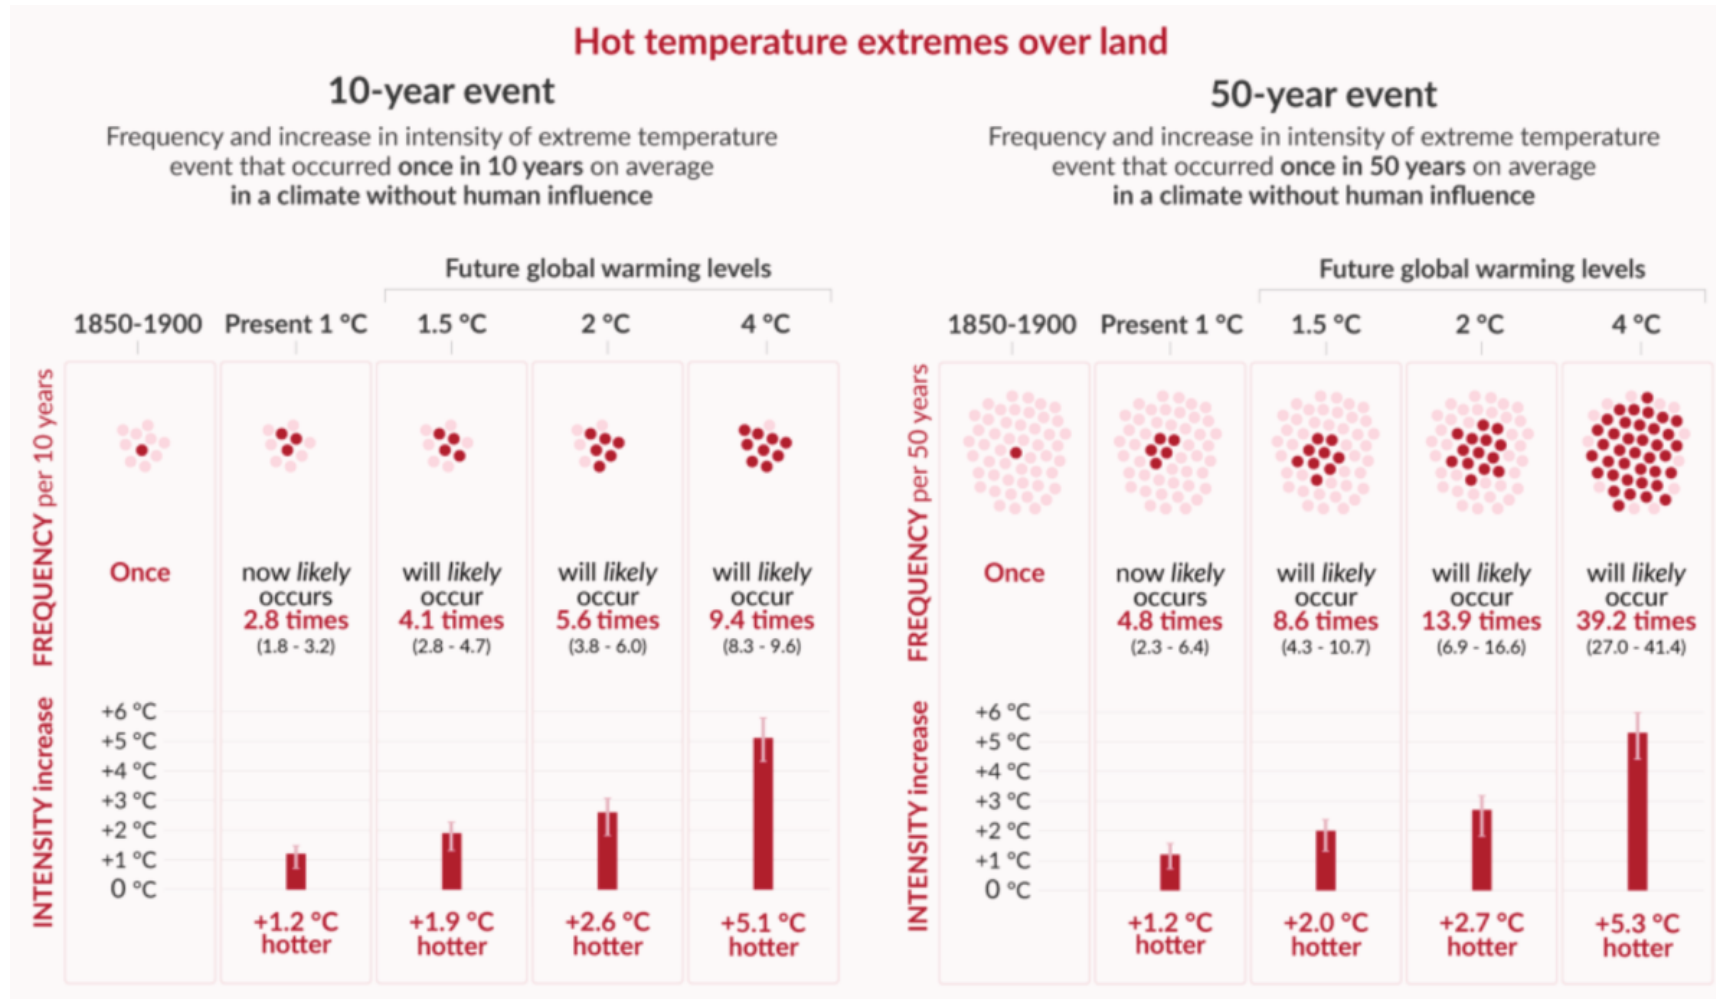 Hot temperature extremes over land
10-year event
Frequency and increase in intensity of extreme temperature
event that occurred once in 10 years on average
in a climate without human influence
Future global warming levels
1850-1900 Present 1 °C 1.5 °C 2 °C 4 °C
FREQUENCY per 10 years
Once
now likely
occurs
2.8 times
(1.8 - 3.2)
will likely
occur
4.1 times
(2.8 - 4.7)
will likely
occur
5.6 times
(3.8 - 6.0)
will likely
occur
9.4 times
(8.3 - 9.6)
INTENSITY increase
+6 °C
+5 °C
+4 °C
+3 °C
+2 °C
+1 °C
0 °C
+1.2 °C
hotter
+1.9 °C
hotter
+2.6 °C
hotter
+5.1 °C
hotter
50-year event
Frequency and increase in intensity of extreme temperature
event that occurred once in 50 years on average
in a climate without human influence
Future global warming levels
1850-1900 Present 1 °C 1.5 °C 2 °C 4 °C
FREQUENCY per 50 years
Once
now likely
occurs
4.8 times
(2.3 - 6.4)
will likely
occur
8.6 times
(4.3 - 10.7)
will likely
occur
13.9 times
(6.9 - 16.6)
will likely
occur
39.2 times
(27.0 - 41.4)
INTENSITY increase
+6 °C
+5 °C
+4 °C
+3 °C
+2 °C
+1 °C
0 °C
+1.2 °C
hotter
+2.0 °C
hotter
+2.7 °C
hotter
+5.3 °C
hotter